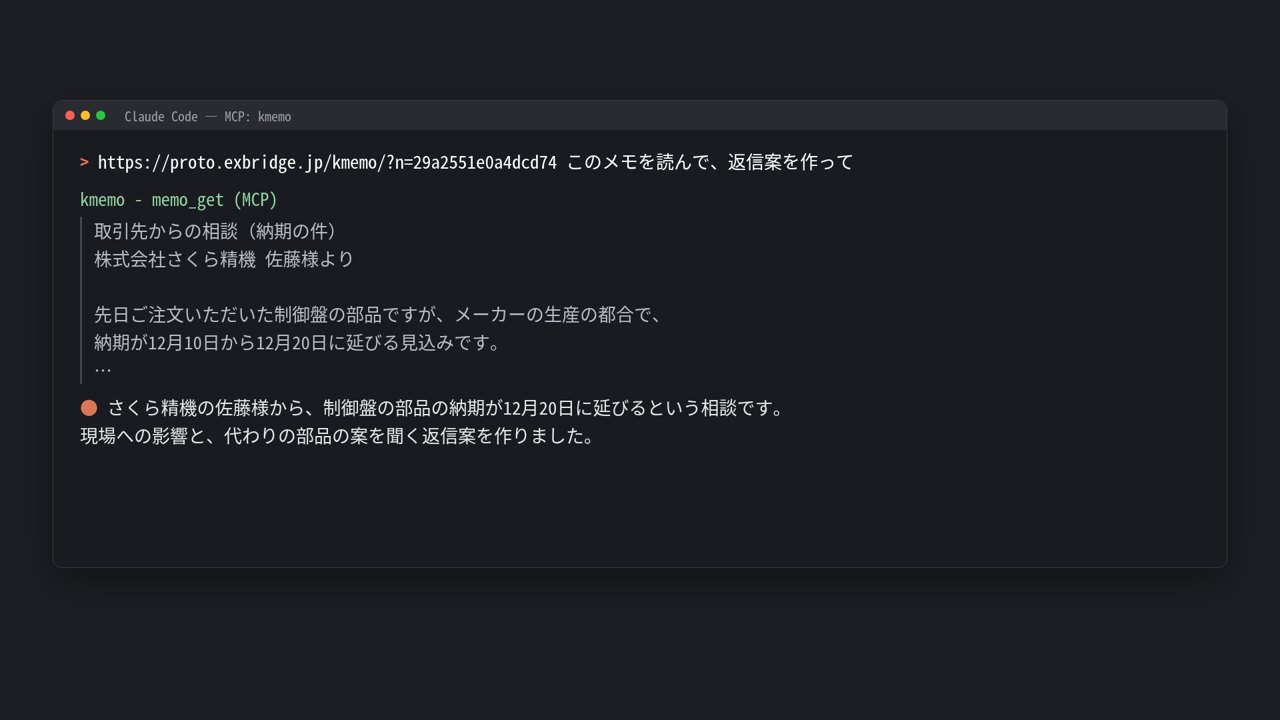 Claude Code — MCP: kmemo
> https://proto.exbridge.jp/kmemo/?n=29a2551e0a4dcd74 このメモを読んで、返信案を作って
kmemo - memo_get (MCP)
取引先からの相談（納期の件）
株式会社さくら精機 佐藤様より
先日ご注文いただいた制御盤の部品ですが、メーカーの生産の都合で、
納期が12月10日から12月20日に延びる見込みです。
…
さくら精機の佐藤様から、制御盤の部品の納期が12月20日に延びるという相談です。
現場への影響と、代わりの部品の案を聞く返信案を作りました。